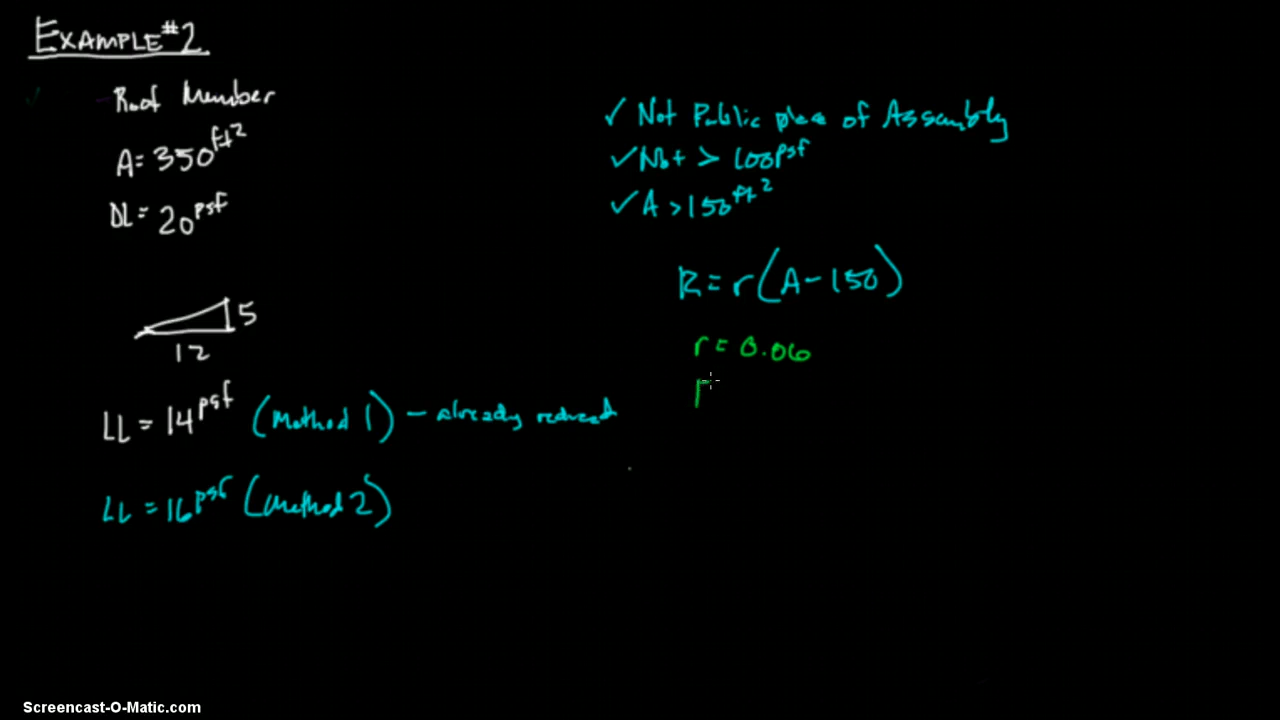 EXAMPLE #2
Roof Member
A = 350 ft²
DL = 20 psf
5
12
LL = 14 psf (Method 1) - already reduced
LL = 16 psf (Method 2)
✓ Not Public place of Assembly
✓ Not > 100 psf
✓ A > 150 ft²
R = r(A - 150)
r = 0.06
r
Screencast-O-Matic.com